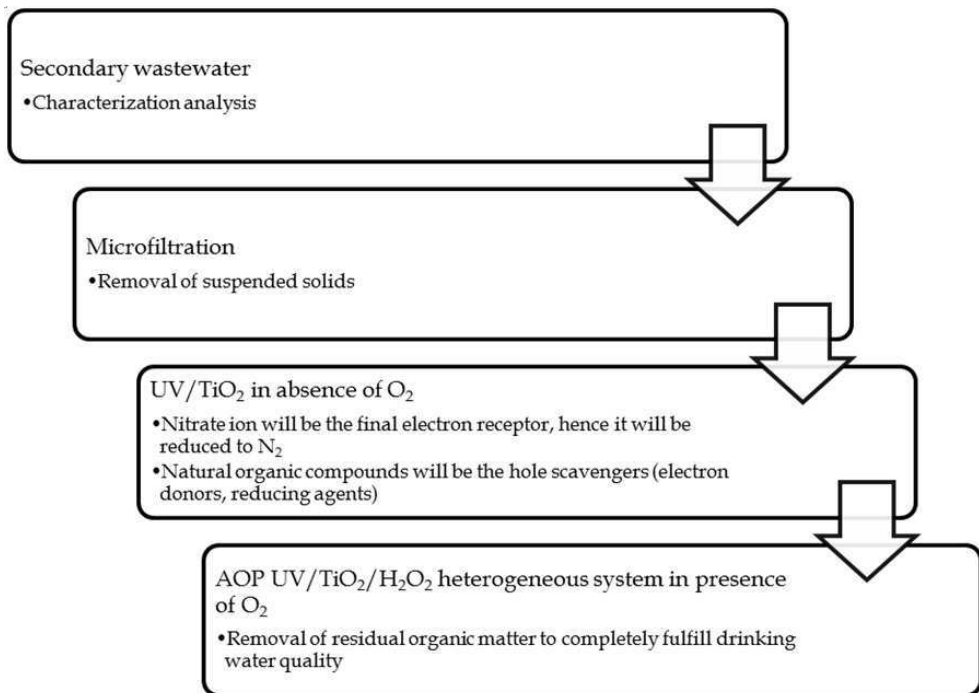 Secondary wastewater
•Characterization analysis
Microfiltration
•Removal of suspended solids
UV/TiO₂ in absence of O₂
•Nitrate ion will be the final electron receptor, hence it will be
reduced to N₂
•Natural organic compounds will be the hole scavengers (electron
donors, reducing agents)
AOP UV/TiO₂/H₂O₂ heterogeneous system in presence
of O₂
•Removal of residual organic matter to completely fulfill drinking
water quality